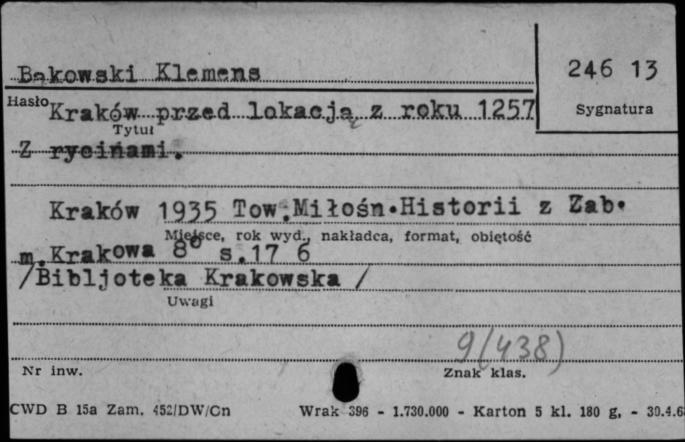 Bąkowski Klemens
246 13
Hasło
Kraków przed lokacją z roku 1257
Sygnatura
Tytuł
Z rycinami.
Kraków 1935 Tow.Miłośn.Historii z Zab.
Miejsce, rok wyd., nakładca, format, objętość
m.Krakowa 8° s.17 6
/Bibljoteka Krakowska /
Uwagi
9(438)
Nr inw.
Znak klas.
CWD B 15a Zam. 452/DW/Cn Wrak 396 - 1.730.000 - Karton 5 kl. 180 g, - 30.4.6